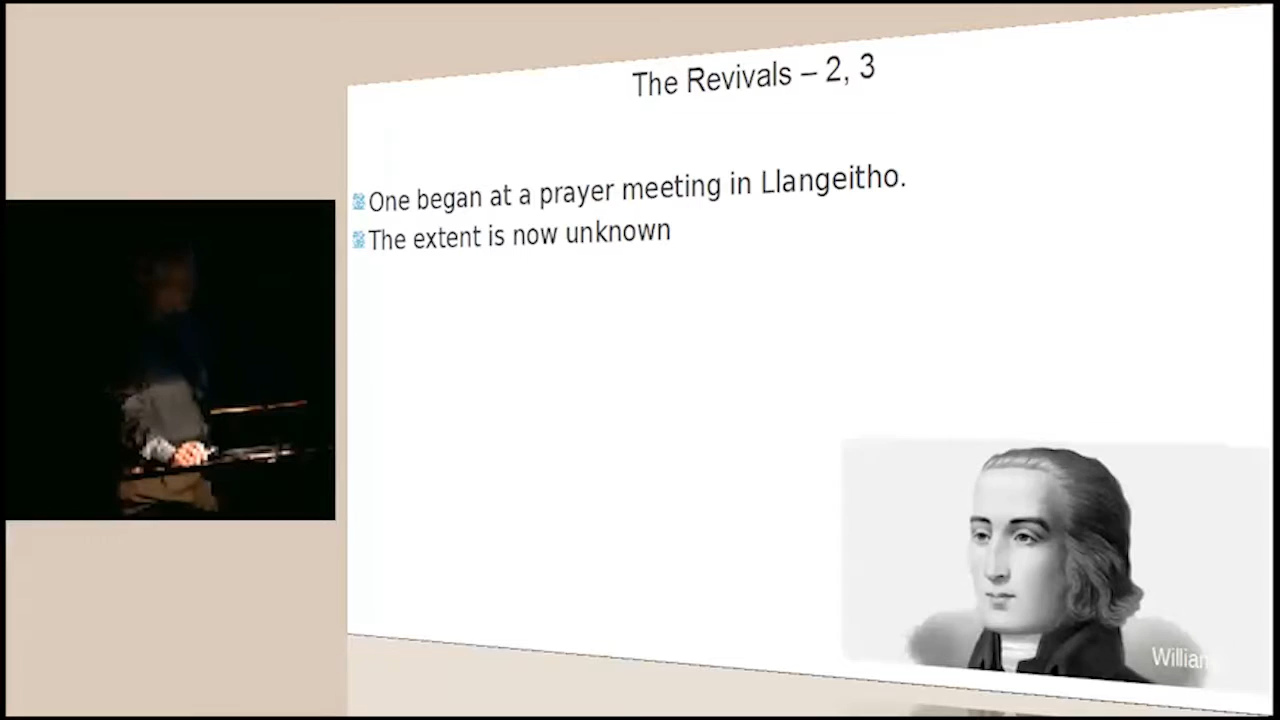 The Revivals – 2, 3
One began at a prayer meeting in Llangeitho.
The extent is now unknown